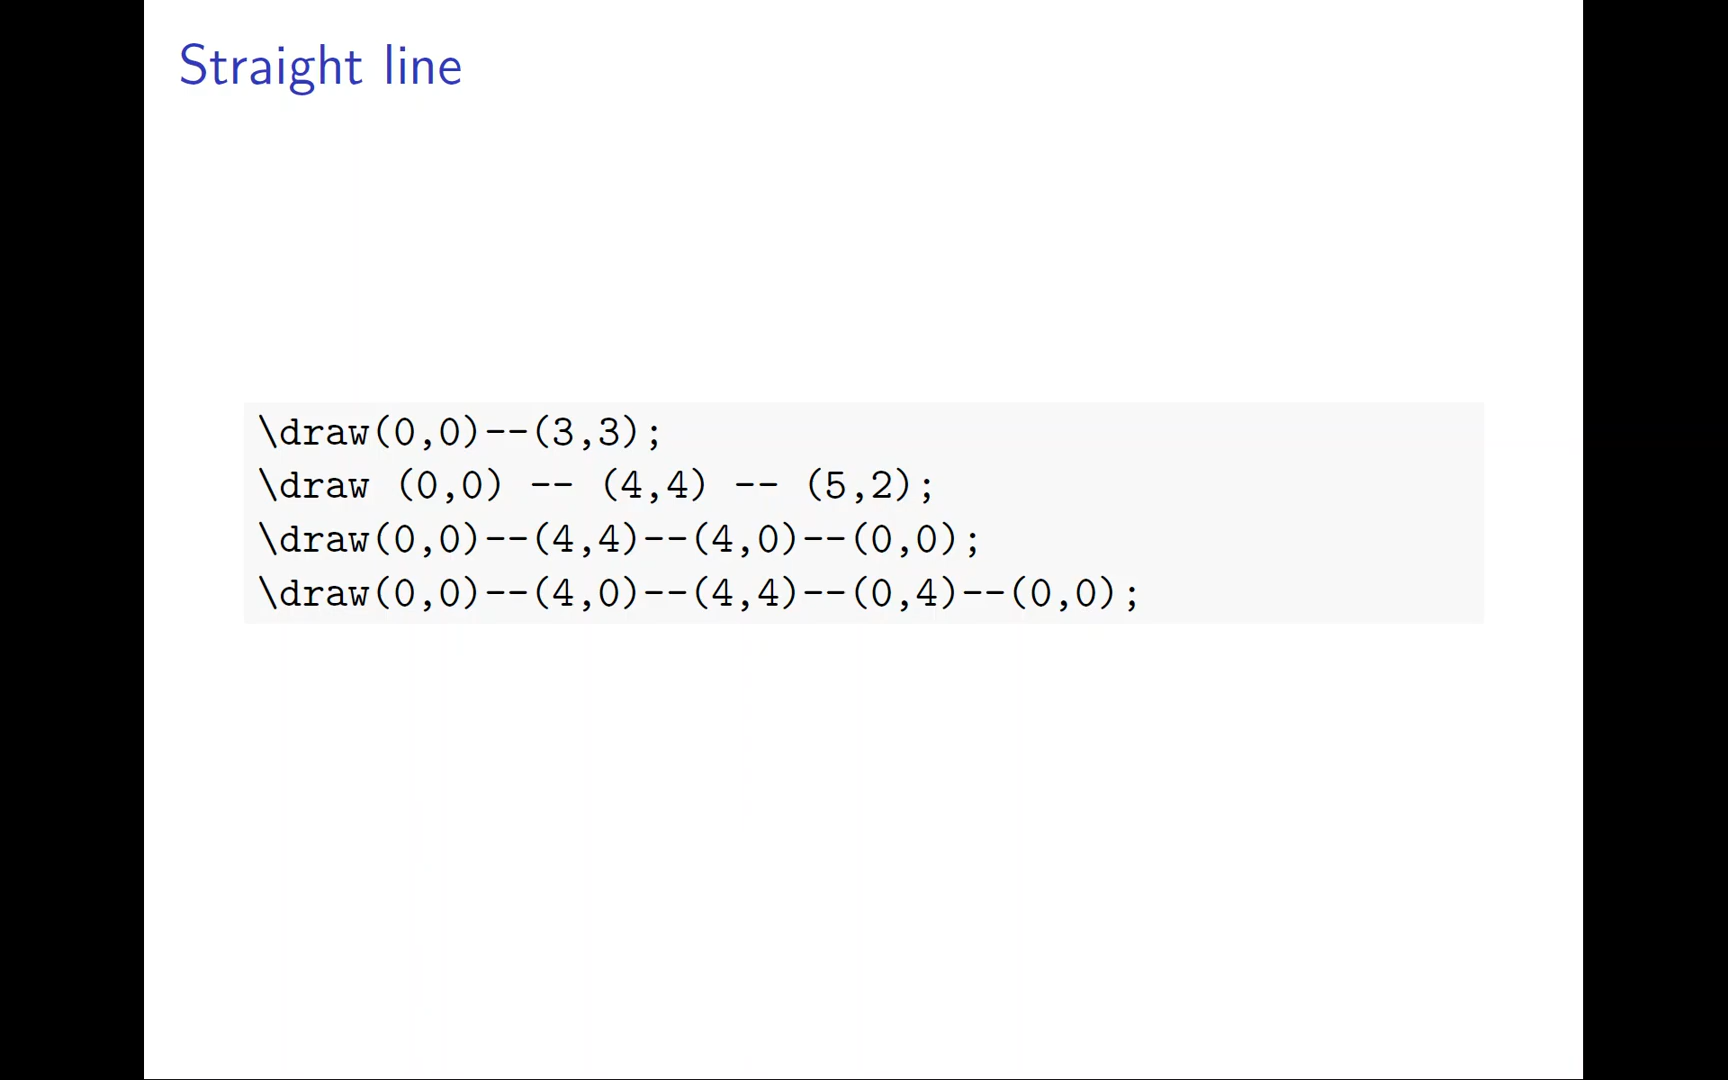 Straight line
\draw(0,0)--(3,3);
\draw (0,0) -- (4,4) -- (5,2);
\draw(0,0)--(4,4)--(4,0)--(0,0);
\draw(0,0)--(4,0)--(4,4)--(0,4)--(0,0);